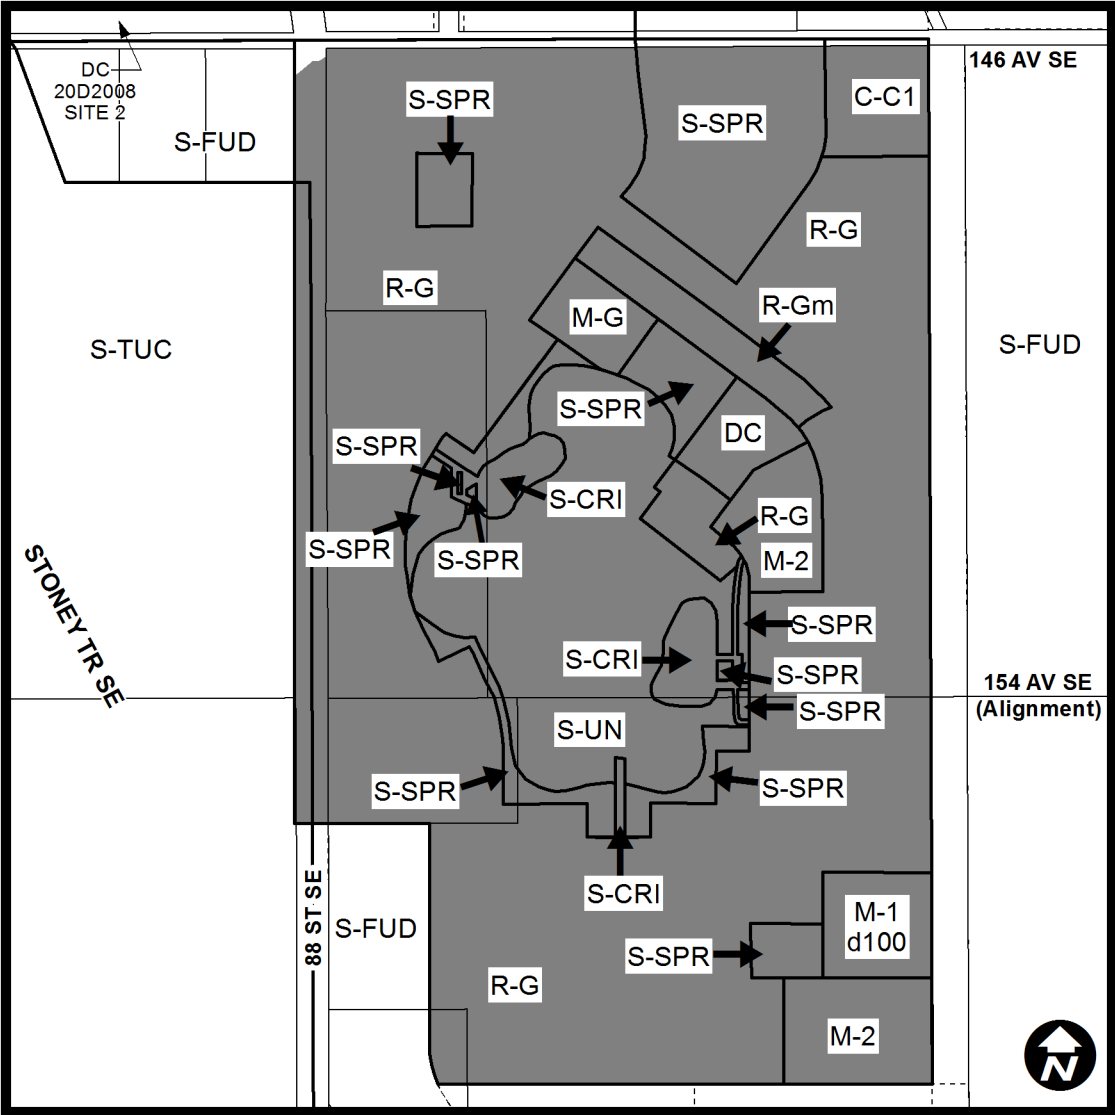 146 AV SE
DC
20D2008
SITE 2
S-SPR
C-C1
S-SPR
S-FUD
R-G
R-G
R-Gm
M-G
S-TUC
S-FUD
S-SPR
DC
S-SPR
S-CRI
R-G
S-SPR
S-SPR
M-2
STONEY TR SE
S-SPR
S-CRI
S-SPR
154 AV SE
(Alignment)
S-SPR
S-UN
S-SPR
S-SPR
S-CRI
88 ST SE
S-FUD
M-1
d100
S-SPR
R-G
M-2
N